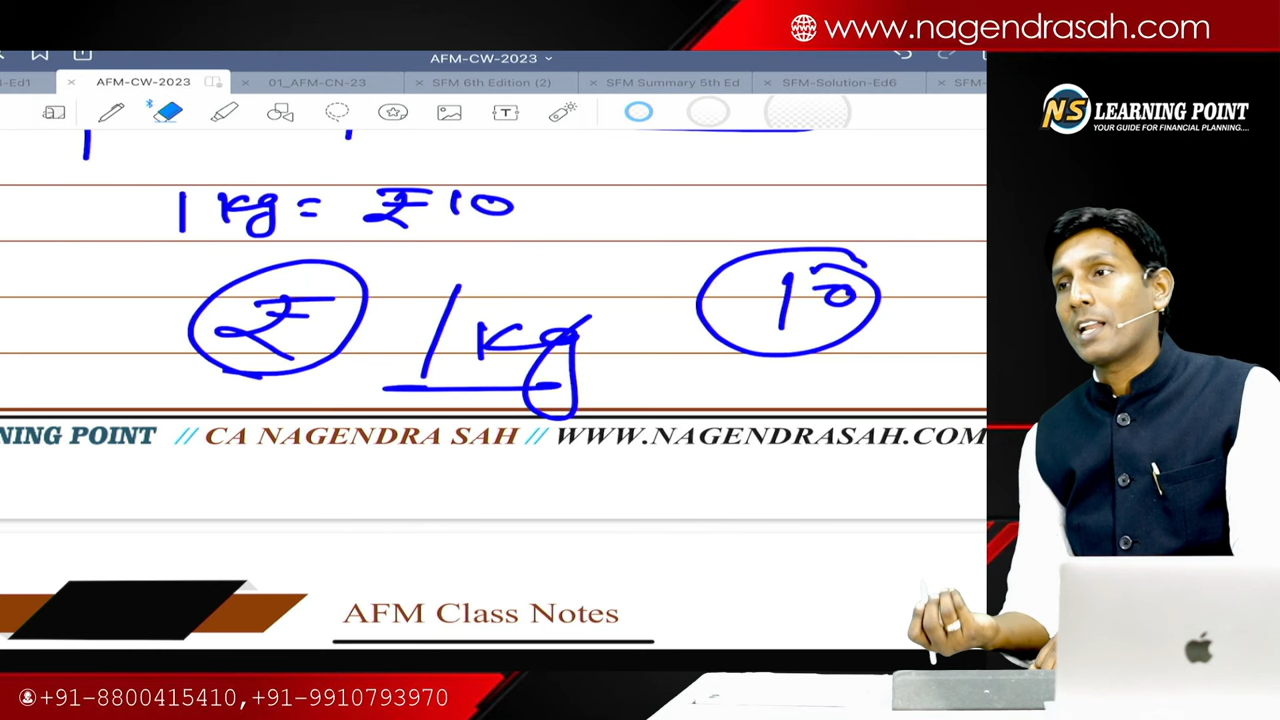 www.nagendrasah.com
NS LEARNING POINT
YOUR GUIDE FOR FINANCIAL PLANNING....
AFM-CW-2023
-Ed1
AFM-CW-2023
01_AFM-CN-23
SFM 6th Edition (2)
SFM Summary 5th Ed
SFM-Solution-Ed6
SFM-
1 kg = ₹ 10
₹ / kg
10
NING POINT // CA NAGENDRA SAH // WWW.NAGENDRASAH.COM
AFM Class Notes
+91-8800415410,+91-9910793970